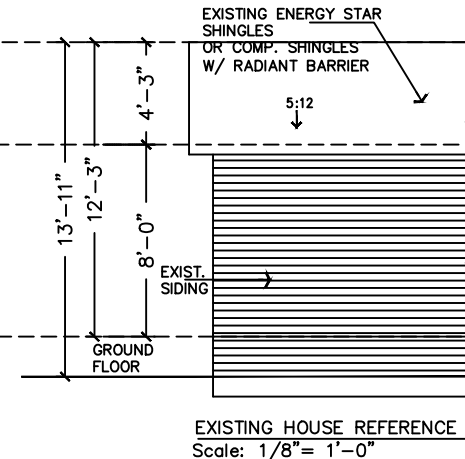 EXISTING ENERGY STAR
SHINGLES
OR COMP. SHINGLES
W/ RADIANT BARRIER
5:12
4'-3"
12'-3"
13'-11"
8'-0"
EXIST.
SIDING
GROUND
FLOOR
EXISTING HOUSE REFERENCE
Scale: 1/8"= 1'-0"